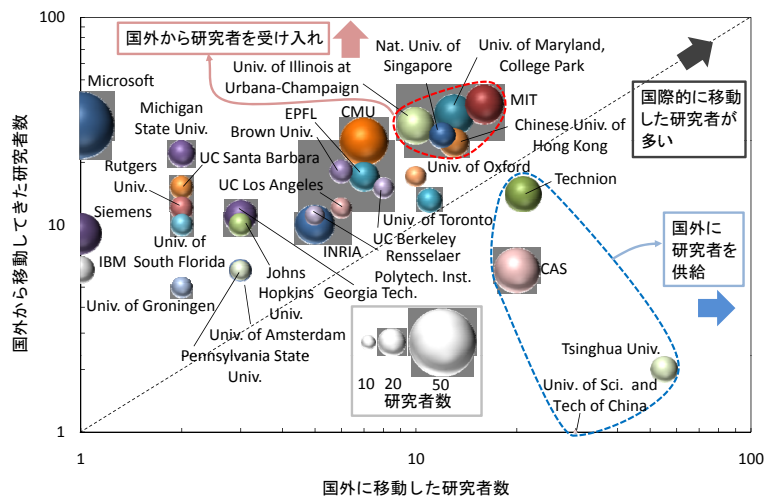 100
10
1
国外から移動してきた研究者数
国外から研究者を受け入れ
Nat. Univ. of
Singapore
Univ. of Maryland,
College Park
Univ. of Illinois at
Urbana-Champaign
Microsoft
Michigan
State Univ.
EPFL
CMU
MIT
国際的に移動
した研究者が
多い
Brown Univ.
Chinese Univ. of
Hong Kong
UC Santa Barbara
Rutgers
Univ.
UC Los Angeles
Univ. of Oxford
Technion
Siemens
Univ. of Toronto
国外に
研究者を
供給
UC Berkeley
Rensselaer
Polytech. Inst.
INRIA
Univ. of
South Florida
IBM
CAS
Johns
Hopkins
Univ.
Georgia Tech.
Univ. of Groningen
Univ. of Amsterdam
Pennsylvania State
Univ.
10
20
50
研究者数
Tsinghua Univ.
Univ. of Sci. and
Tech of China
1
10
100
国外に移動した研究者数